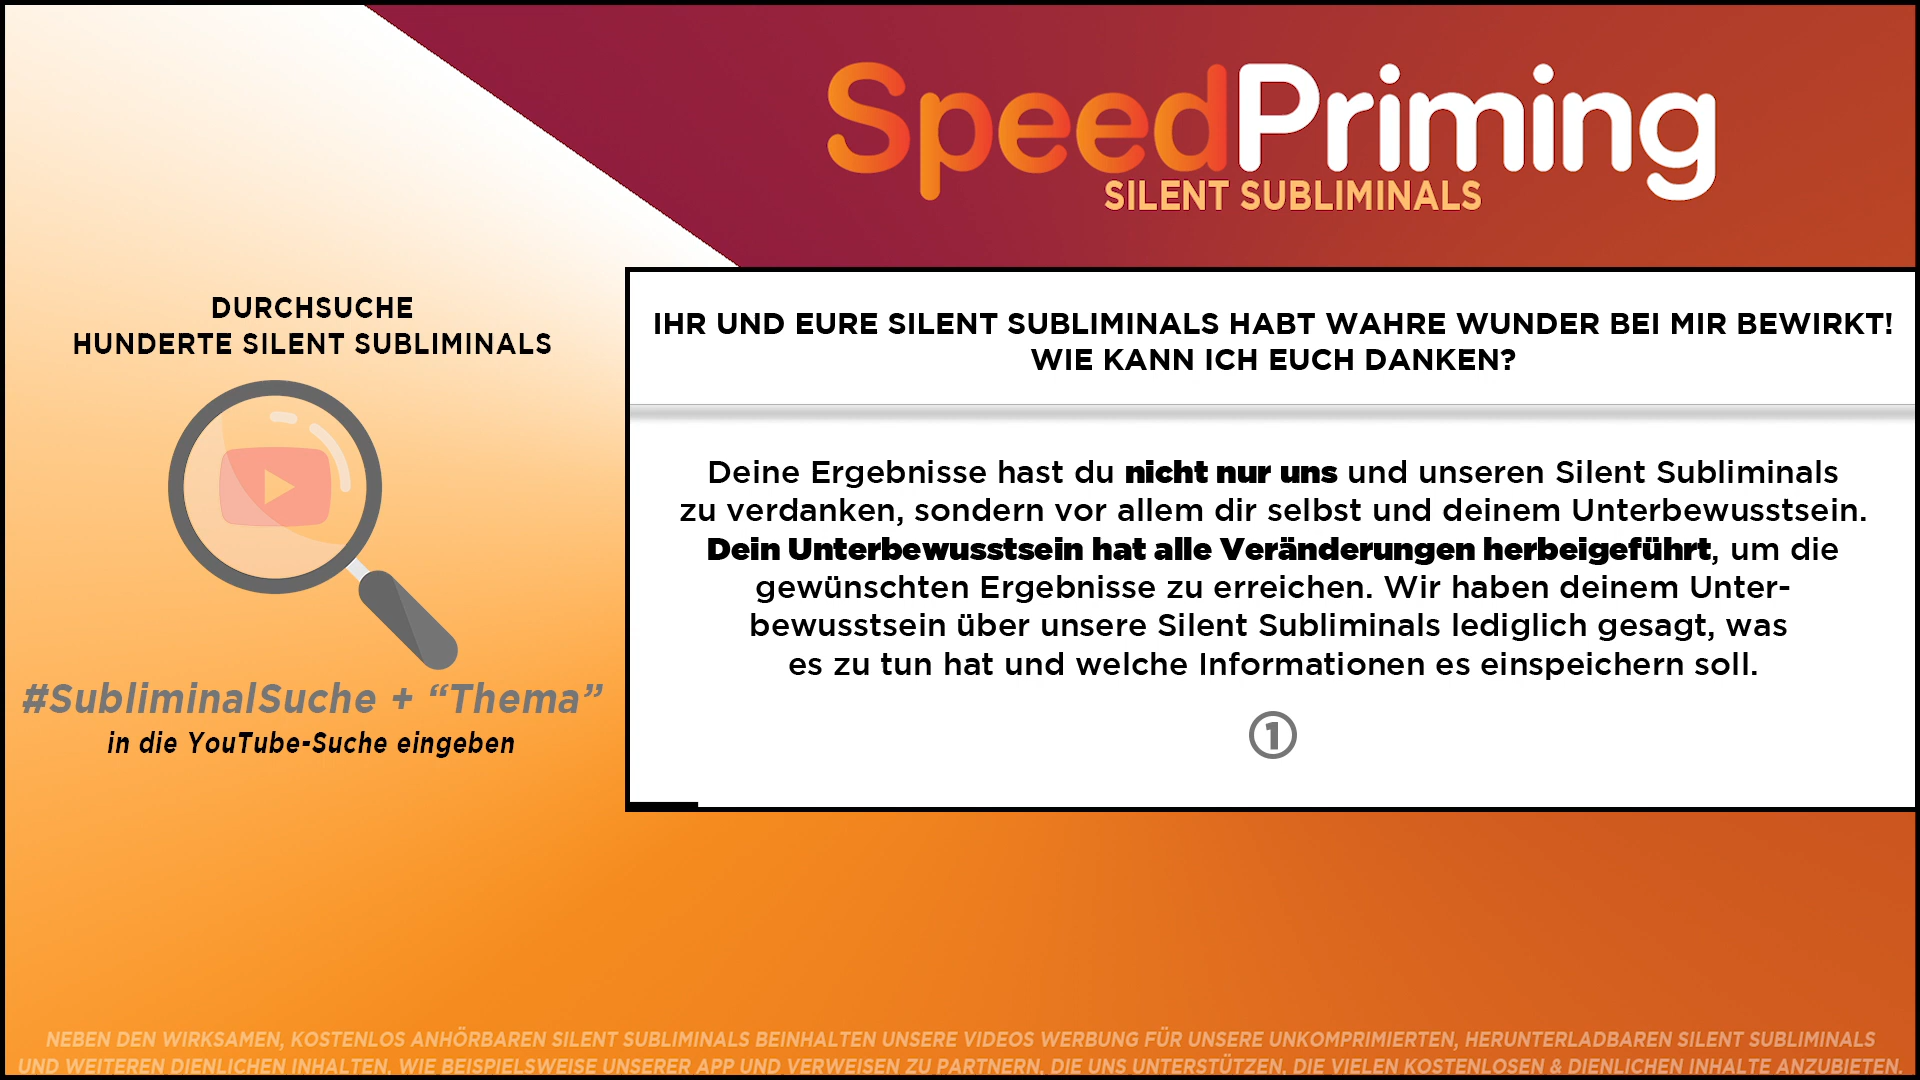 SpeedPriming
SILENT SUBLIMINALS
DURCHSUCHE
HUNDERTE SILENT SUBLIMINALS
#SubliminalSuche + “Thema”
in die YouTube-Suche eingeben
IHR UND EURE SILENT SUBLIMINALS HABT WAHRE WUNDER BEI MIR BEWIRKT!
WIE KANN ICH EUCH DANKEN?
Deine Ergebnisse hast du nicht nur uns und unseren Silent Subliminals
zu verdanken, sondern vor allem dir selbst und deinem Unterbewusstsein.
Dein Unterbewusstsein hat alle Veränderungen herbeigeführt, um die
gewünschten Ergebnisse zu erreichen. Wir haben deinem Unter-
bewusstsein über unsere Silent Subliminals lediglich gesagt, was
es zu tun hat und welche Informationen es einspeichern soll.
①
NEBEN DEN WIRKSAMEN, KOSTENLOS ANHÖRBAREN SILENT SUBLIMINALS BEINHALTEN UNSERE VIDEOS WERBUNG FÜR UNSERE UNKOMPRIMIERTEN, HERUNTERLADBAREN SILENT SUBLIMINALS
UND WEITEREN DIENLICHEN INHALTEN, WIE BEISPIELSWEISE UNSERER APP UND VERWEISEN ZU PARTNERN, DIE UNS UNTERSTÜTZEN, DIE VIELEN KOSTENLOSEN & DIENLICHEN INHALTE ANZUBIETEN.